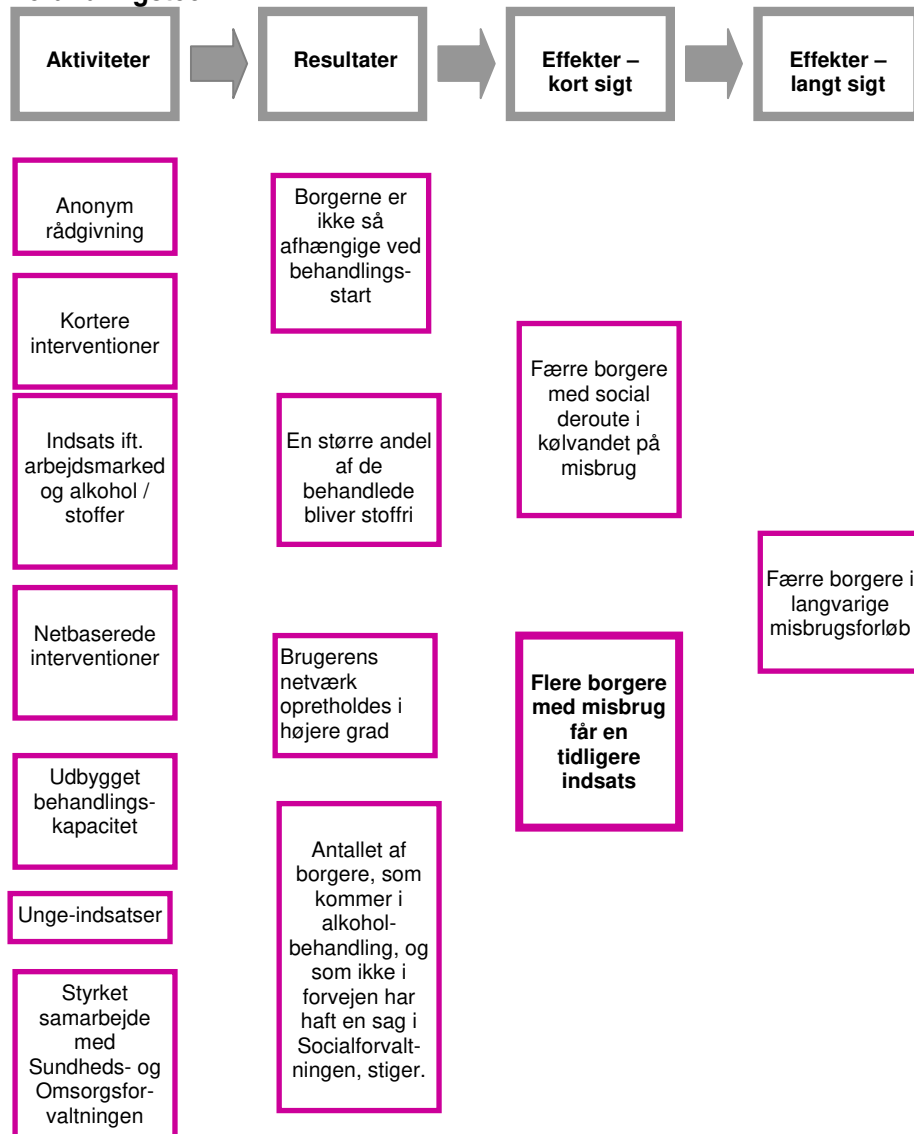 Aktiviteter
Resultater
Effekter –
kort sigt
Effekter –
langt sigt
Anonym
rådgivning
Kortere
interventioner
Indsats ift.
arbejdsmarked
og alkohol /
stoffer
Netbaserede
interventioner
Udbygget
behandlings-
kapacitet
Unge-indsatser
Styrket
samarbejde
med
Sundheds- og
Omsorgsfor-
valtningen
Borgerne er
ikke så
afhængige ved
behandlings-
start
En større andel
af de
behandlede
bliver stoffri
Brugerens
netværk
opretholdes i
højere grad
Antallet af
borgere, som
kommer i
alkohol-
behandling, og
som ikke i
forvejen har
haft en sag i
Socialforvalt-
ningen, stiger.
Færre borgere
med social
deroute i
kølvandet på
misbrug
Flere borgere
med misbrug
får en
tidligere
indsats
Færre borgere i
langvarige
misbrugsforløb